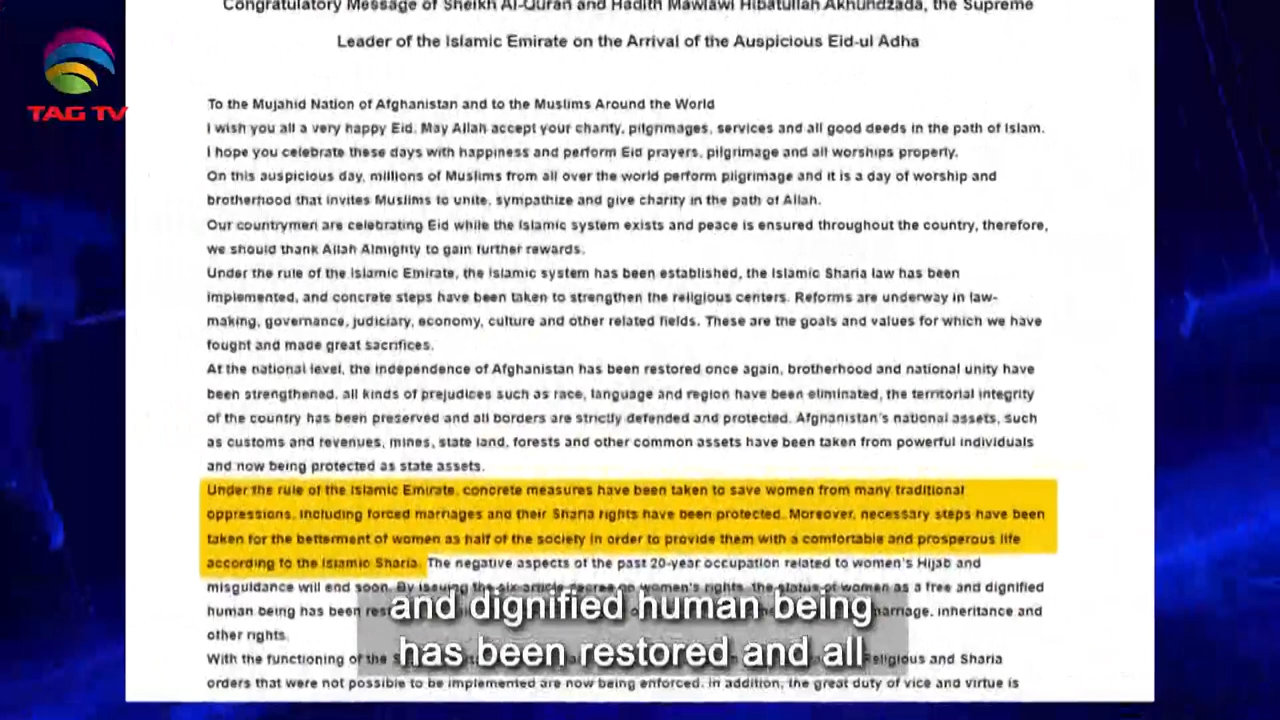 Congratulatory Message of Sheikh Al-Quran and Hadith Mawlawi Hibatullah Akhundzada, the Supreme
Leader of the Islamic Emirate on the Arrival of the Auspicious Eid-ul Adha
TAG TV
To the Mujahid Nation of Afghanistan and to the Muslims Around the World
I wish you all a very happy Eid. May Allah accept your charity, pilgrimages, services and all good deeds in the path of Islam.
I hope you celebrate these days with happiness and perform Eid prayers, pilgrimage and all worships properly.
On this auspicious day, millions of Muslims from all over the world perform pilgrimage and it is a day of worship and
brotherhood that invites Muslims to unite, sympathize and give charity in the path of Allah.
Our countrymen are celebrating Eid while the Islamic system exists and peace is ensured throughout the country, therefore,
we should thank Allah Almighty to gain further rewards.
Under the rule of the Islamic Emirate, the Islamic system has been established, the Islamic Sharia law has been
implemented, and concrete steps have been taken to strengthen the religious centers. Reforms are underway in law-
making, governance, judiciary, economy, culture and other related fields. These are the goals and values for which we have
fought and made great sacrifices.
At the national level, the independence of Afghanistan has been restored once again, brotherhood and national unity have
been strengthened, all kinds of prejudices such as race, language and region have been eliminated, the territorial integrity
of the country has been preserved and all borders are strictly defended and protected. Afghanistan's national assets, such
as customs and revenues, mines, state land, forests and other common assets have been taken from powerful individuals
and now being protected as state assets.
Under the rule of the Islamic Emirate, concrete measures have been taken to save women from many traditional
oppressions, including forced marriages and their Sharia rights have been protected. Moreover, necessary steps have been
taken for the betterment of women as half of the society in order to provide them with a comfortable and prosperous life
according to the Islamic Sharia. The negative aspects of the past 20-year occupation related to women's Hijab and
misguidance will end soon. By issuing the six-article decree on women's rights, the status of women as a free and dignified
human being has been marriage, inheritance and
other rights.
With the functioning of the Religious and Sharia
orders that were not possible to be implemented are now being enforced. In addition, the great duty of vice and virtue is
and dignified human being
has been restored and all